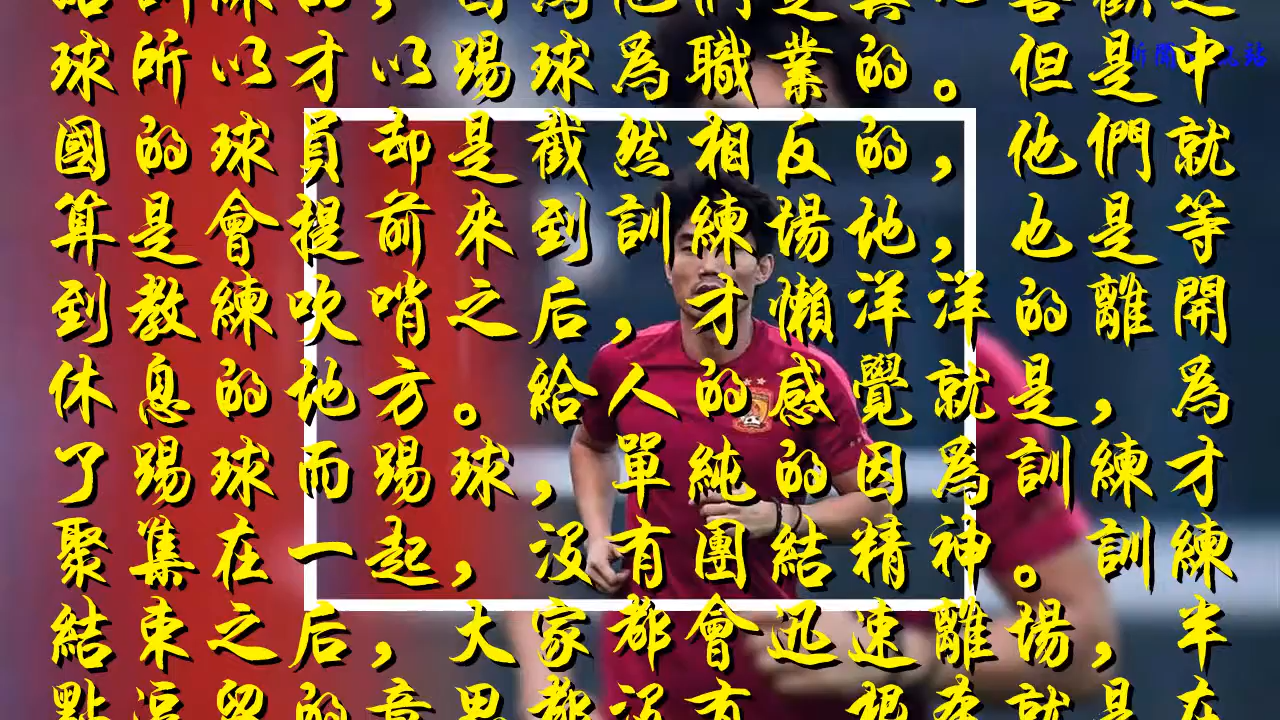 球所以才以踢球爲職業的。但是中
國的球員却是截然相反的，他們就
算是會提前來到訓練場地，也是等
到教練吹哨之后，才懶洋洋的離開
休息的地方。給人的感覺就是，爲
了踢球而踢球，單純的因爲訓練才
聚集在一起，没有團結精神。訓練
結束之后，大家都會迅速離場，半